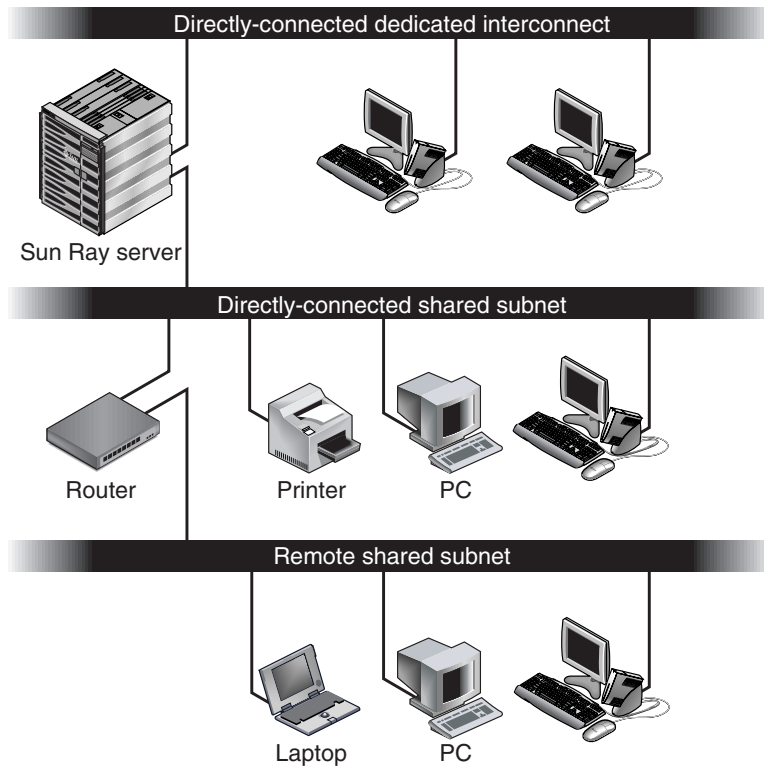 Directly-connected dedicated interconnect
Sun Ray server
Directly-connected shared subnet
Router
Printer
PC
Remote shared subnet
Laptop
PC